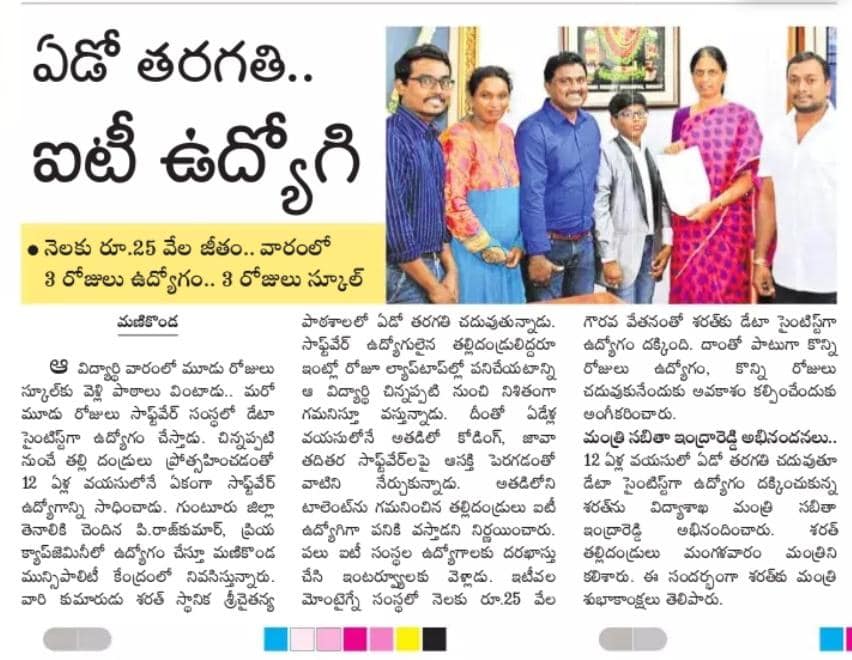 ఏడో తరగతి..
ఐటీ ఉద్యోగి
• నెలకు రూ.25 వేల జీతం.. వారంలో
3 రోజులు ఉద్యోగం.. 3 రోజులు స్కూల్
మణికొండ
ఆ విద్యార్థి వారంలో మూడు రోజులు
స్కూల్‌కు వెళ్లి పాఠాలు వింటాడు.. మరో
మూడు రోజులు సాఫ్ట్‌వేర్ సంస్థలో డేటా
సైంటిస్ట్‌గా ఉద్యోగం చేస్తాడు. చిన్నప్పటి
నుంచే తల్లి దండ్రులు ప్రోత్సహించడంతో
12 ఏళ్ల వయసులోనే ఏకంగా సాఫ్ట్‌వేర్
ఉద్యోగాన్ని సాధించాడు. గుంటూరు జిల్లా
తెనాలికి చెందిన పి.రాజ్‌కుమార్, ప్రియ
క్యాప్‌జెమినీలో ఉద్యోగం చేస్తూ మణికొండ
మున్సిపాలిటీ కేంద్రంలో నివసిస్తున్నారు.
వారి కుమారుడు శరత్ స్థానిక శ్రీచైతన్య
పాఠశాలలో ఏడో తరగతి చదువుతున్నాడు.
సాఫ్ట్‌వేర్ ఉద్యోగులైన తల్లిదండ్రులిద్దరూ
ఇంట్లో రోజూ ల్యాప్‌టాప్‌ల్లో పనిచేయటాన్ని
ఆ విద్యార్థి చిన్నప్పటి నుంచి నిశితంగా
గమనిస్తూ వస్తున్నాడు. దీంతో ఏడేళ్ల
వయసులోనే అతడిలో కోడింగ్, జావా
తదితర సాఫ్ట్‌వేర్‌లపై ఆసక్తి పెరగడంతో
వాటిని నేర్చుకున్నాడు. అతడిలోని
టాలెంట్‌ను గమనించిన తల్లిదండ్రులు ఐటీ
ఉద్యోగిగా పనికి వస్తాడని నిర్ణయించారు.
పలు ఐటీ సంస్థల ఉద్యోగాలకు దరఖాస్తు
చేసి ఇంటర్వ్యూలకు వెళ్లాడు. ఇటీవల
మోంటైగ్నే సంస్థలో నెలకు రూ.25 వేల
గౌరవ వేతనంతో శరత్‌కు డేటా సైంటిస్ట్‌గా
ఉద్యోగం దక్కింది. దాంతో పాటుగా కొన్ని
రోజులు ఉద్యోగం, కొన్ని రోజులు
చదువుకునేందుకు అవకాశం కల్పించేందుకు
అంగీకరించారు.
మంత్రి సబితా ఇంద్రారెడ్డి అభినందనలు..
12 ఏళ్ల వయసులో ఏడో తరగతి చదువుతూ
డేటా సైంటిస్ట్‌గా ఉద్యోగం దక్కించుకున్న
శరత్‌ను విద్యాశాఖ మంత్రి సబితా
ఇంద్రారెడ్డి అభినందించారు. శరత్
తల్లిదండ్రులు మంగళవారం మంత్రిని
కలిశారు. ఈ సందర్భంగా శరత్‌కు మంత్రి
శుభాకాంక్షలు తెలిపారు.